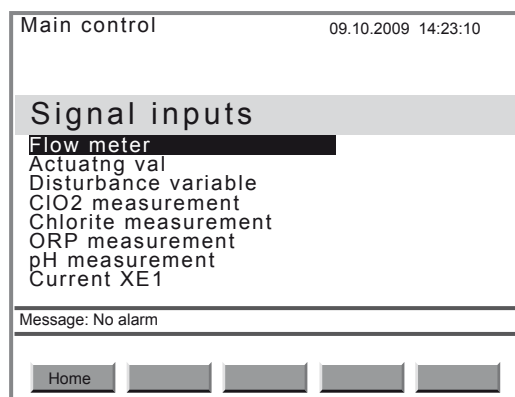 Main control 09.10.2009 14:23:10
Signal inputs
Flow meter
Actuatng val
Disturbance variable
ClO2 measurement
Chlorite measurement
ORP measurement
pH measurement
Current XE1
Message: No alarm
Home